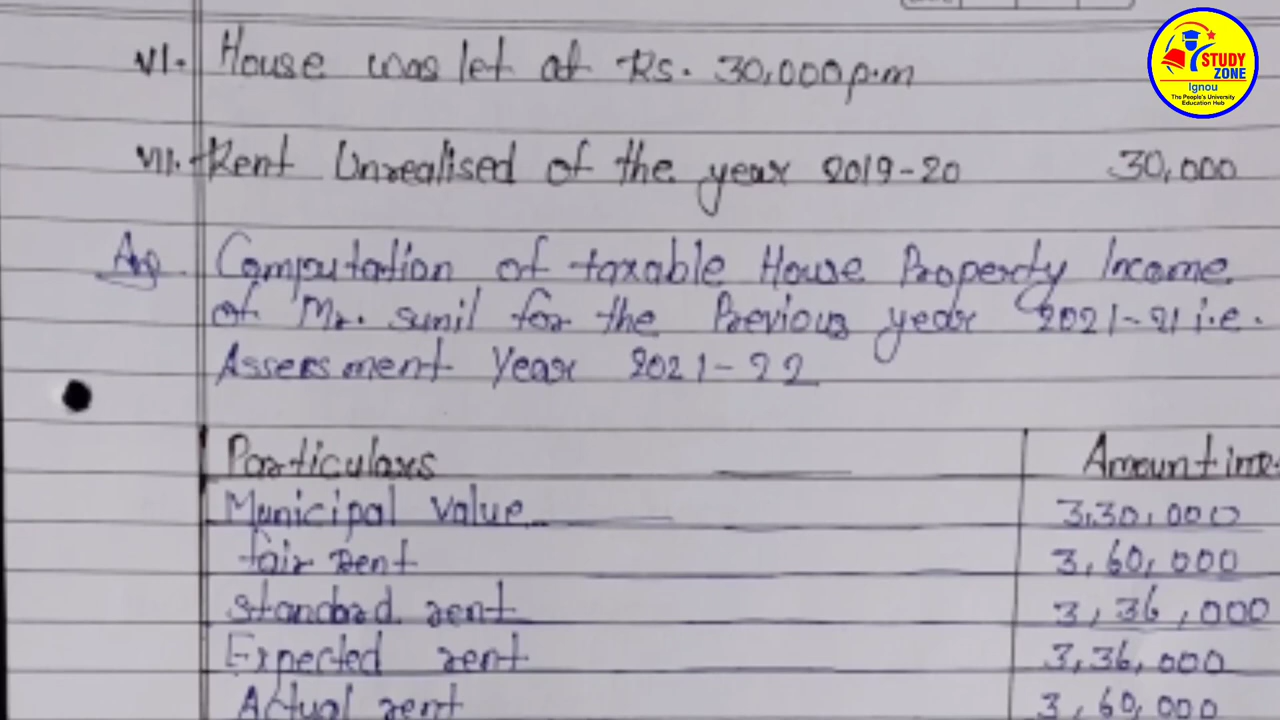 STUDY
ZONE
Ignou
The People's University
Education Hub
VI. House was let at Rs. 30,000p.m
VII. Rent Unrealised of the year 2019-20 30,000
Ans Computation of taxable House Property Income
of Mr. sunil for the Previous year 2021-21 i.e.
Assessment Year 2021-22
Particulars Amount
Municipal value 3,30,000
fair rent 3,60,000
Standard rent 3,36,000
Expected rent 3,36,000
Actual rent 3,60,000